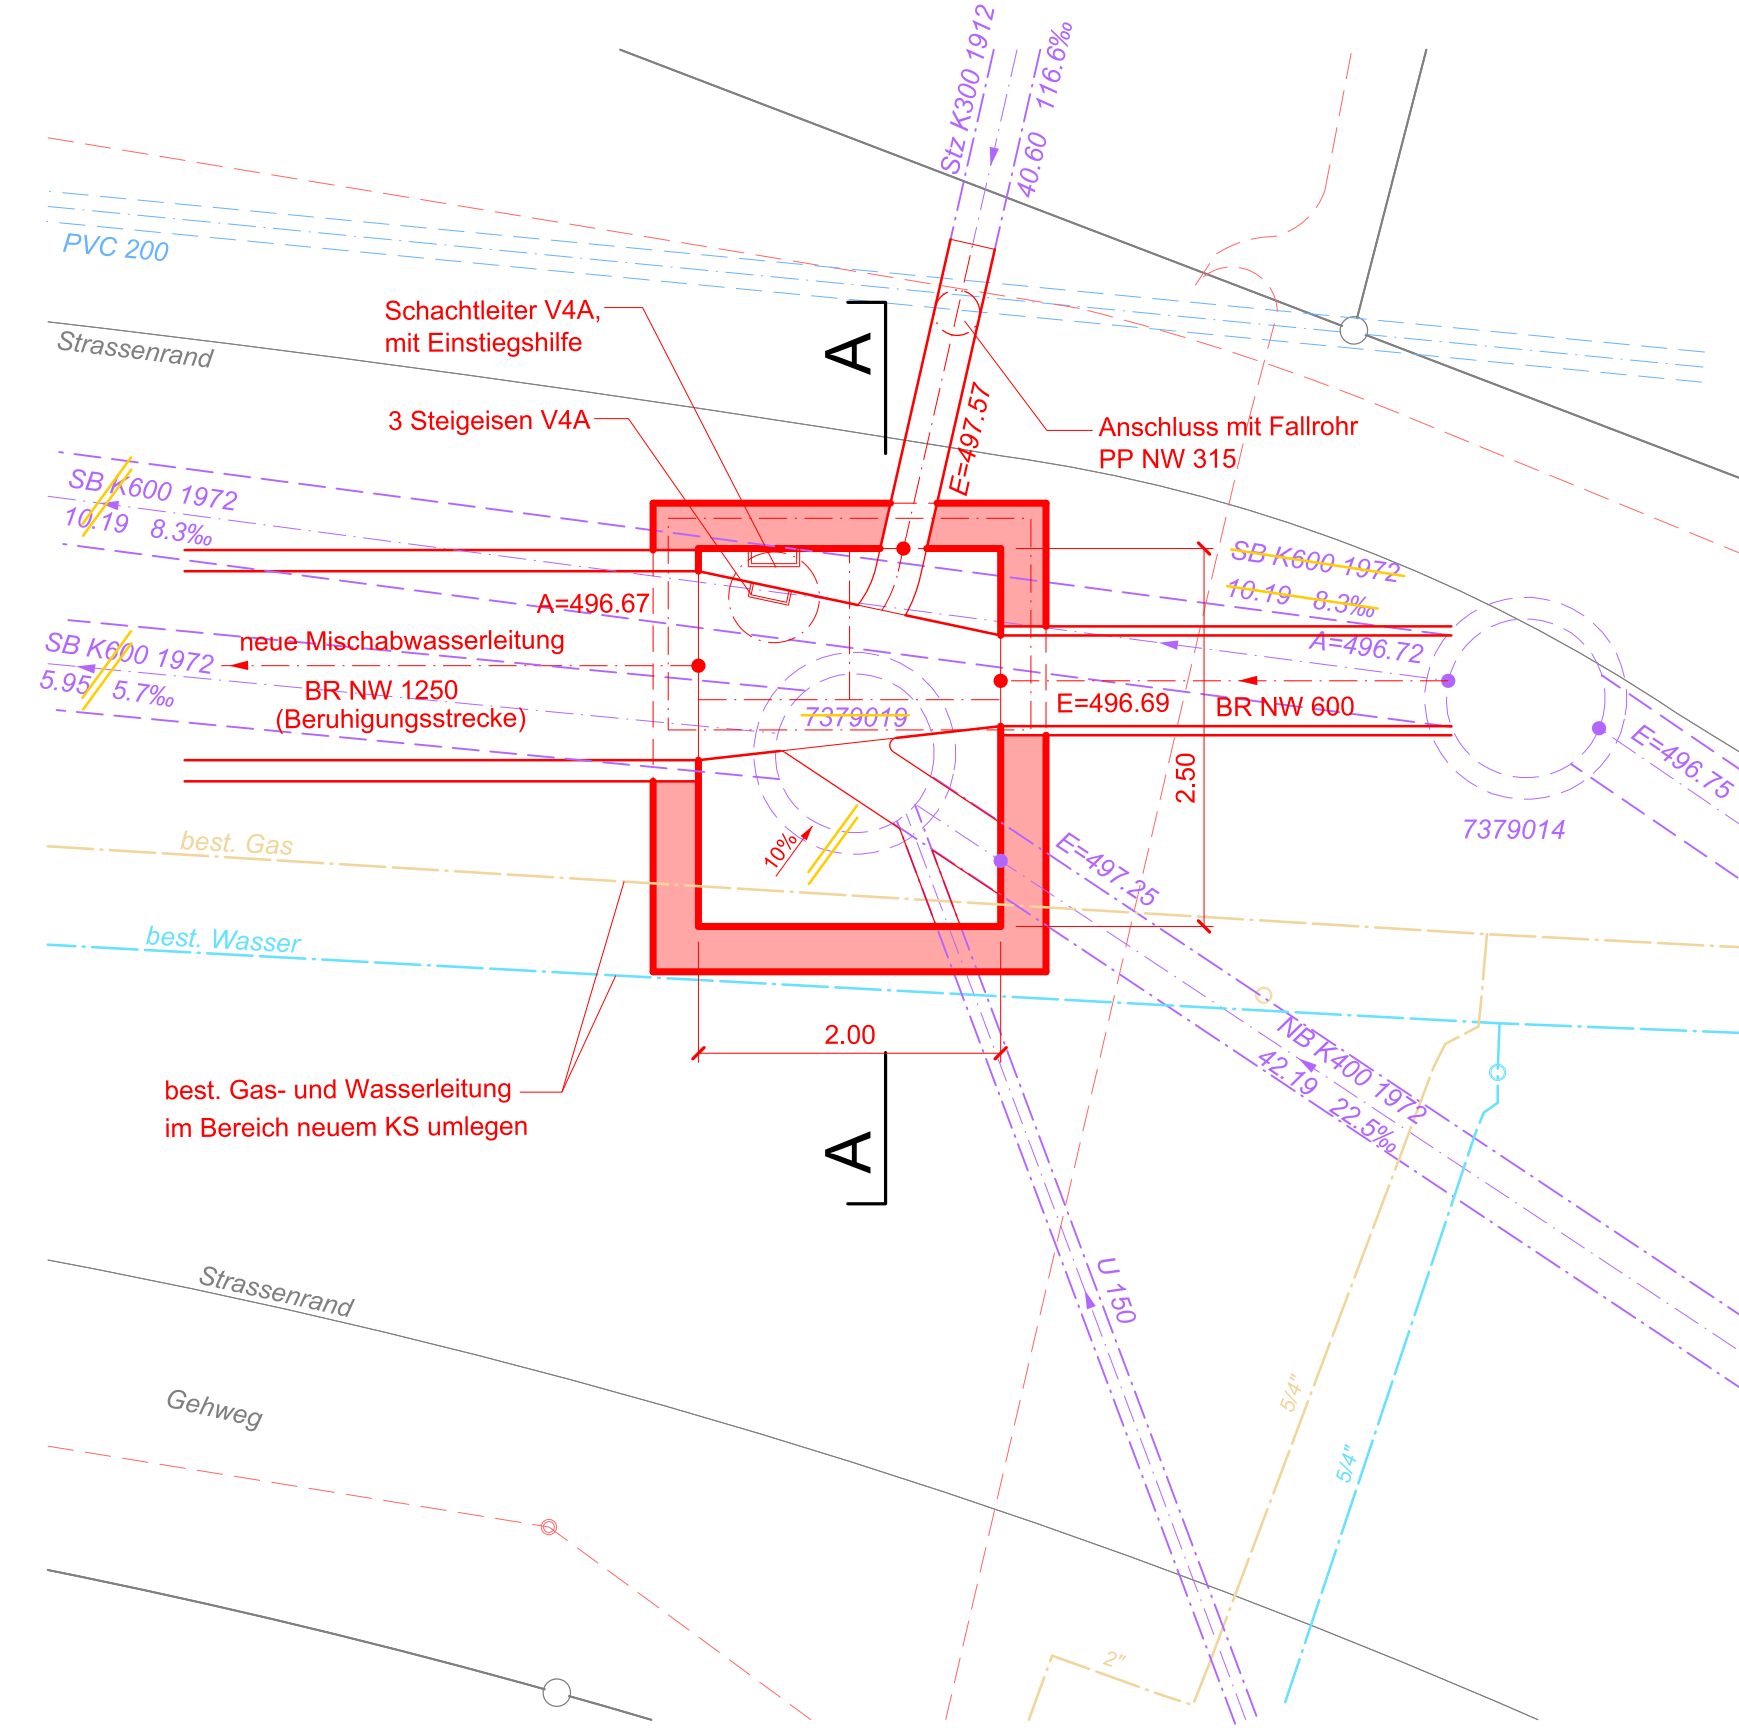 Stz K300 1912
40.60 116.6‰
PVC 200
Schachtleiter V4A,
mit Einstiegshilfe
A
Strassenrand
3 Steigeisen V4A
E=497.57
Anschluss mit Fallrohr
PP NW 315
SB K600 1972
10.19 8.3‰
SB K600 1972
10.19 8.3‰
A=496.67
neue Mischabwasserleitung
SB K600 1972
5.95 5.7‰
BR NW 1250
(Beruhigungsstrecke)
7379019
E=496.69
BR NW 600
A=496.72
E=496.75
7379014
2.50
10%
best. Gas
E=497.25
best. Wasser
2.00
NB K400 1972
42.19 22.5‰
best. Gas- und Wasserleitung
im Bereich neuem KS umlegen
A
U 150
Strassenrand
Gehweg
5/4"
5/4"
2"